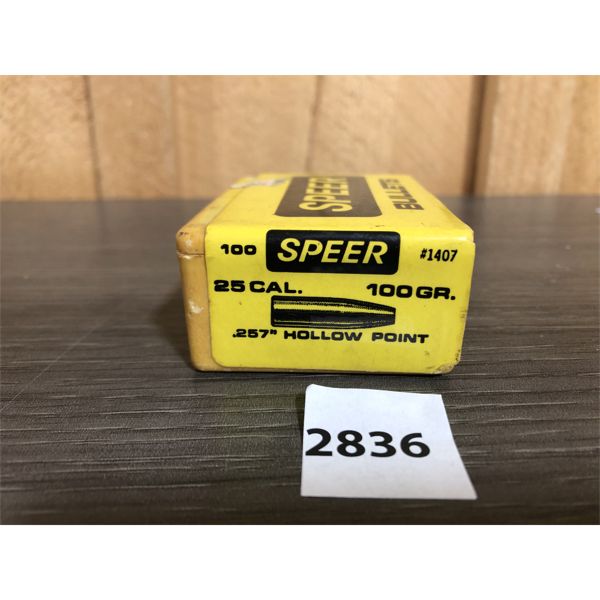 SPEER
BULLETS
100 SPEER #1407
25 CAL. 100 GR.
.257" HOLLOW POINT
2836